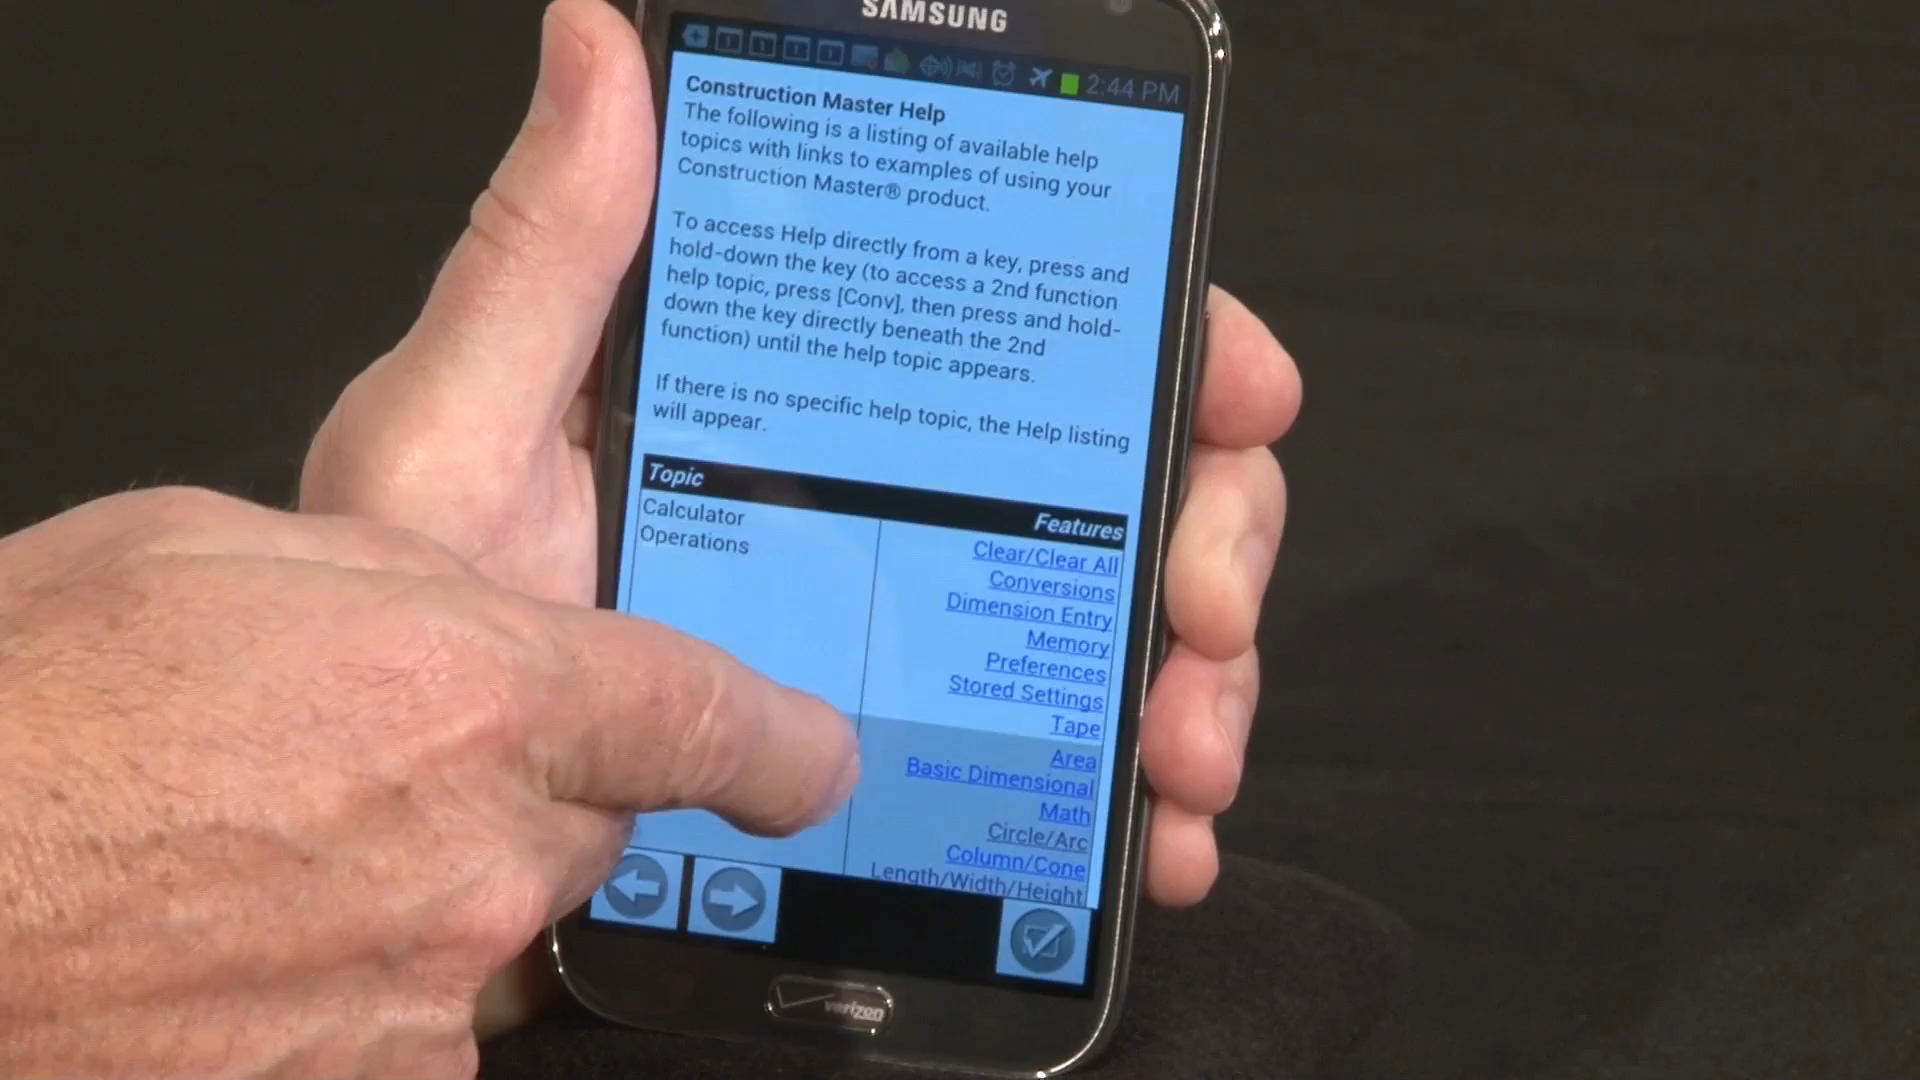 SAMSUNG
2:44 PM
Construction Master Help
The following is a listing of available help
topics with links to examples of using your
Construction Master® product.
To access Help directly from a key, press and
hold-down the key (to access a 2nd function
help topic, press [Conv], then press and hold-
down the key directly beneath the 2nd
function) until the help topic appears.
If there is no specific help topic, the Help listing
will appear.
Topic
Features
Calculator
Operations
Clear/Clear All
Conversions
Dimension Entry
Memory
Preferences
Stored Settings
Tape
Area
Basic Dimensional
Math
Circle/Arc
Column/Cone
Length/Width/Height
verizon